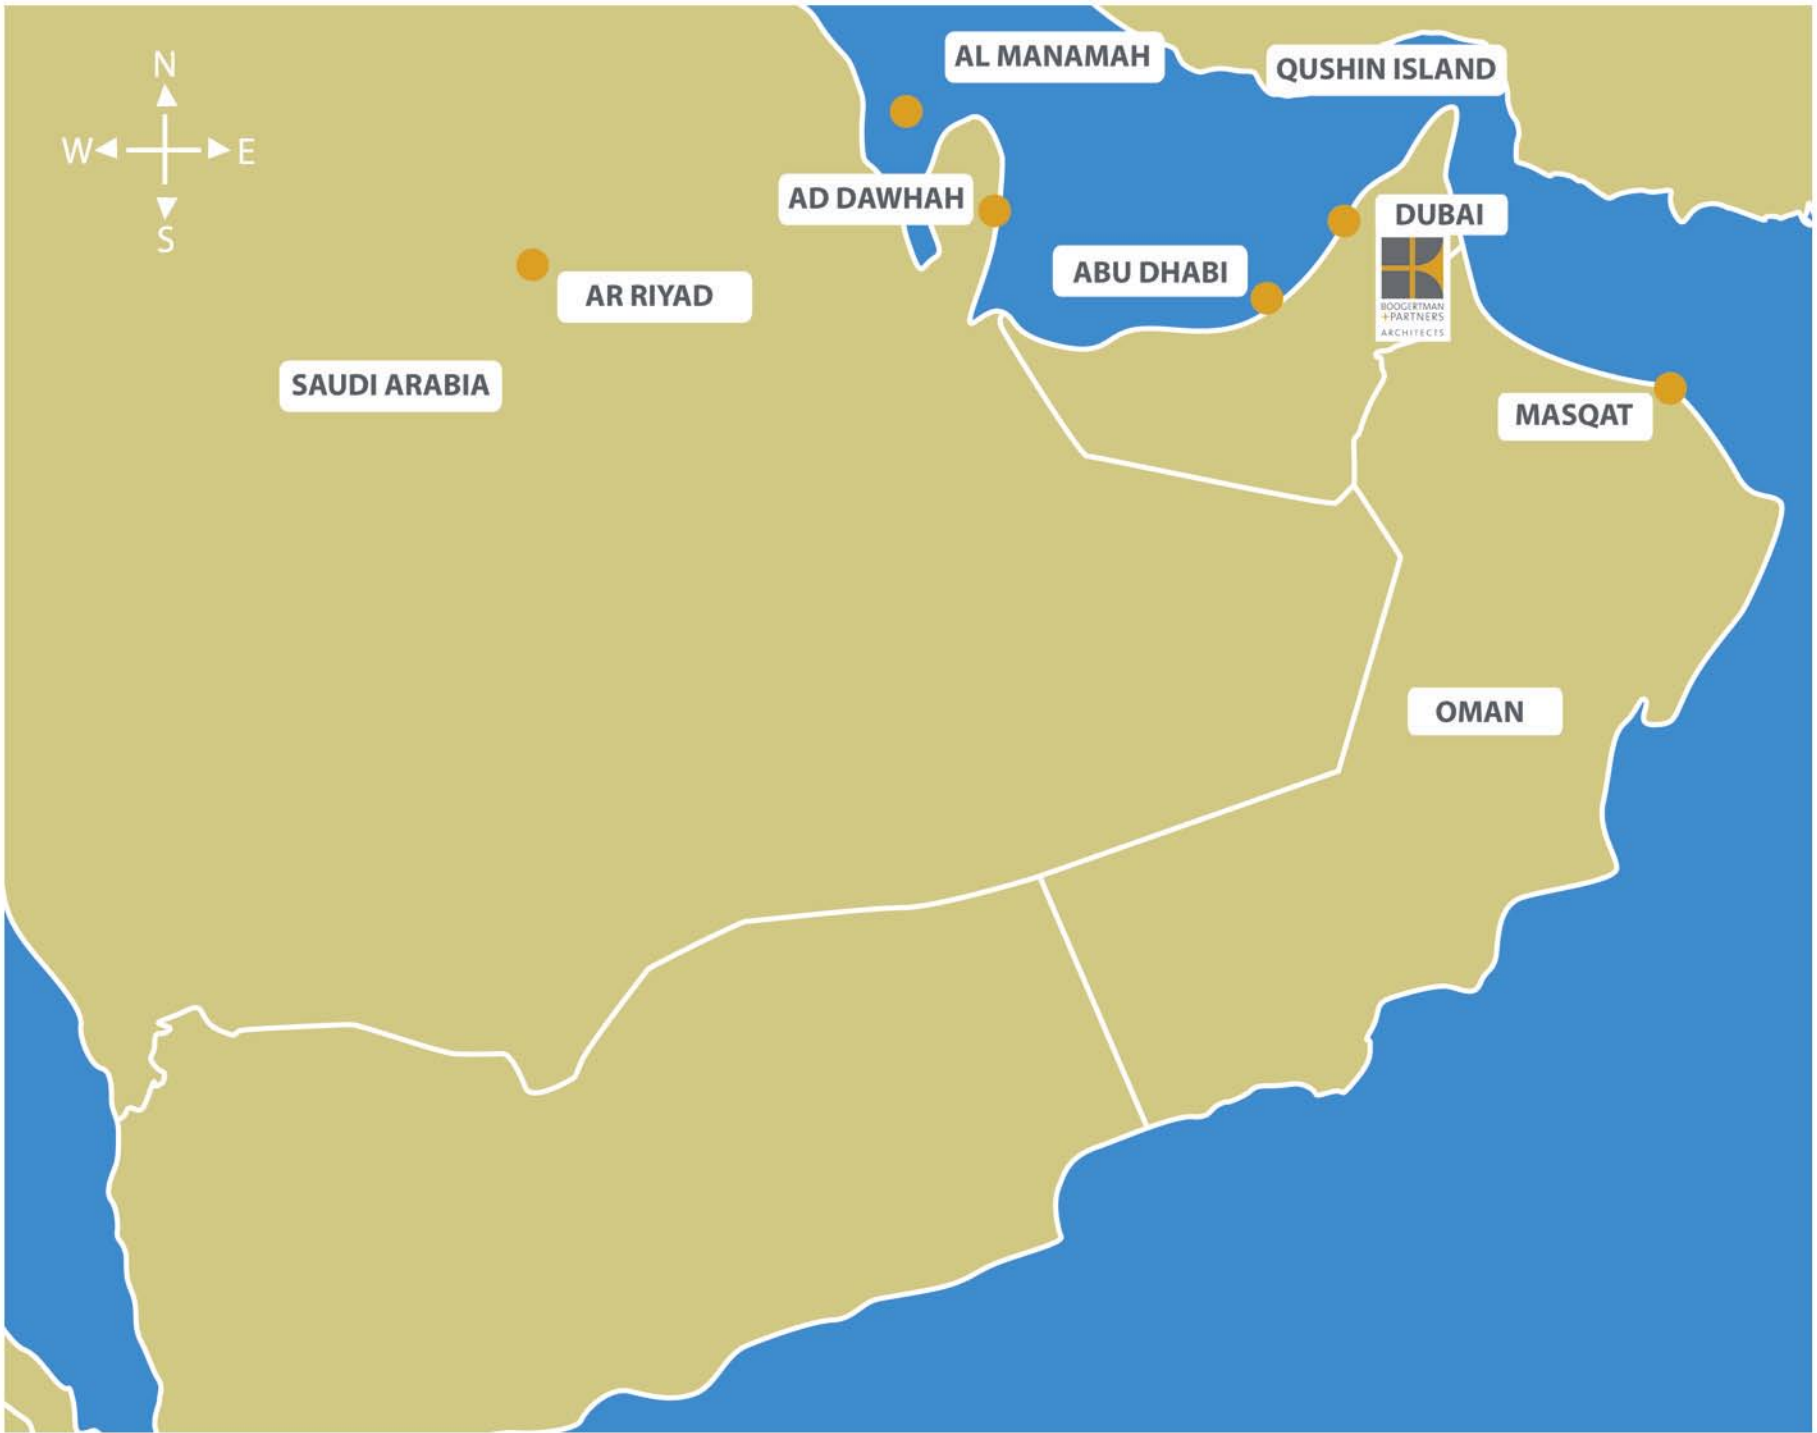 N
W E
S
AL MANAMAH
QUSHIN ISLAND
AD DAWHAH
DUBAI
ABU DHABI
AR RIYAD
BOOGERTMAN
+PARTNERS
ARCHITECTS
SAUDI ARABIA
MASQAT
OMAN